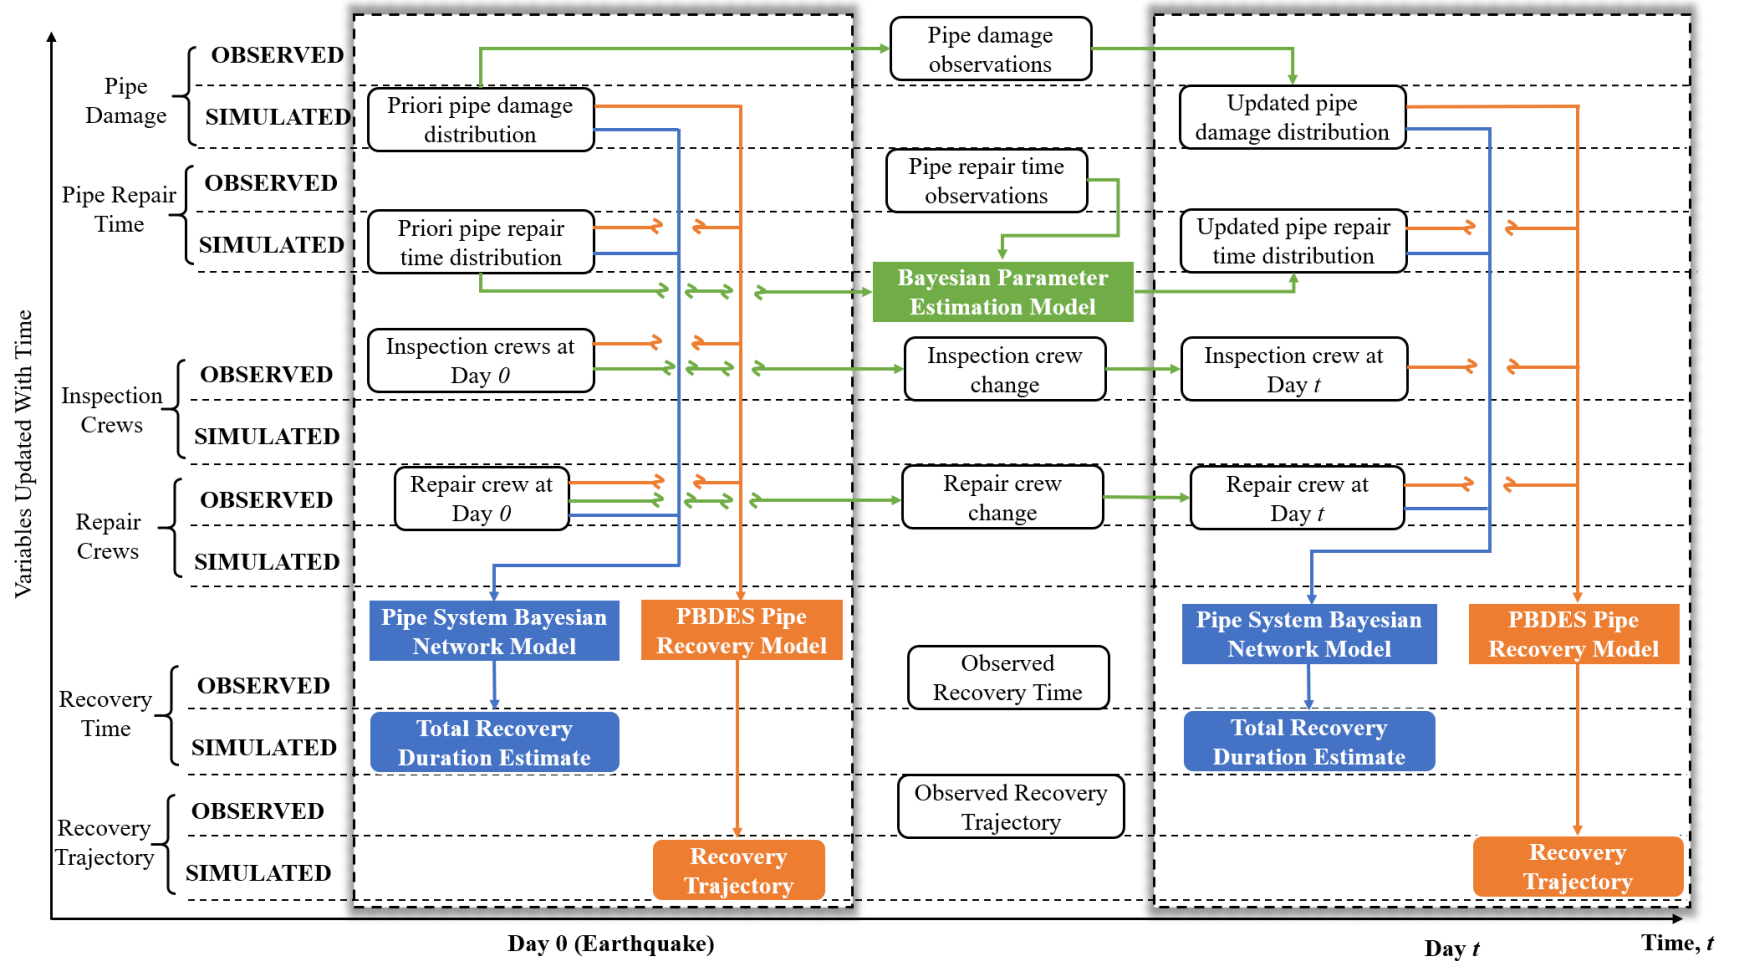 Variables Updated With Time
Pipe
Damage
OBSERVED
SIMULATED
Pipe Repair
Time
OBSERVED
SIMULATED
Inspection
Crews
OBSERVED
SIMULATED
Repair
Crews
OBSERVED
SIMULATED
Recovery
Time
OBSERVED
SIMULATED
Recovery
Trajectory
OBSERVED
SIMULATED
Priori pipe damage
distribution
Priori pipe repair
time distribution
Inspection crews at
Day 0
Repair crew at
Day 0
Pipe System Bayesian
Network Model
PBDES Pipe
Recovery Model
Total Recovery
Duration Estimate
Recovery
Trajectory
Pipe damage
observations
Pipe repair time
observations
Bayesian Parameter
Estimation Model
Inspection crew
change
Repair crew
change
Observed
Recovery Time
Observed Recovery
Trajectory
Updated pipe
damage distribution
Updated pipe repair
time distribution
Inspection crew at
Day t
Repair crew at
Day t
Pipe System Bayesian
Network Model
PBDES Pipe
Recovery Model
Total Recovery
Duration Estimate
Recovery
Trajectory
Day 0 (Earthquake)
Day t
Time, t